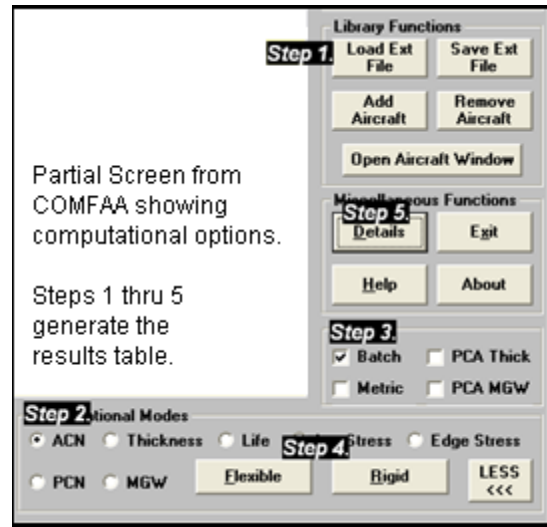 Library Functions
Step 1.
Load Ext File
Save Ext File
Add Aircraft
Remove Aircraft
Open Aircraft Window
Partial Screen from
COMFAA showing
computational options.
Steps 1 thru 5
generate the
results table.
Functions
Step 5.
Details
Exit
Help
About
Step 3.
Batch
PCA Thick
Metric
PCA MGW
Step 2.
Modes
ACN
Thickness
Life
Stress
Edge Stress
Step 4.
PCN
MGW
Flexible
Rigid
LESS
<<<